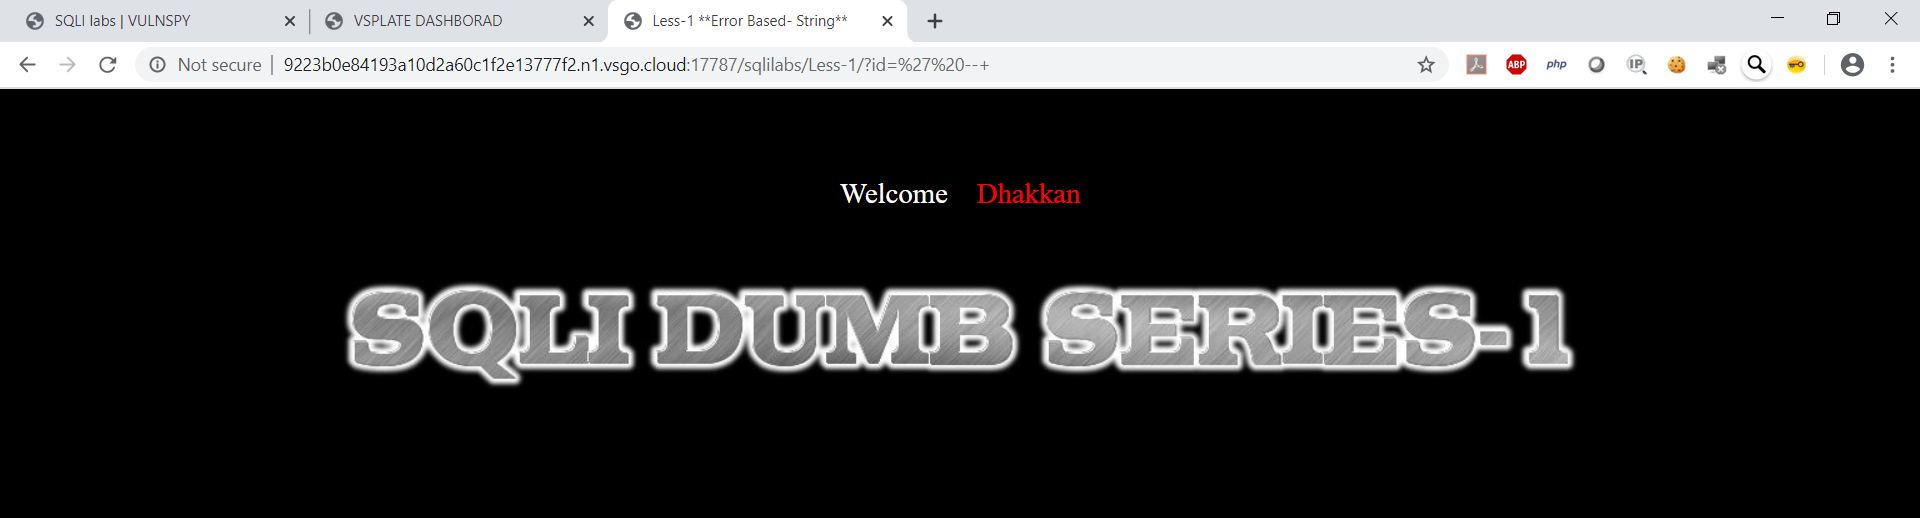 SQLI labs | VULNSPY
VSPLATE DASHBORAD
Less-1 **Error Based- String**
Not secure | 9223b0e84193a10d2a60c1f2e13777f2.n1.vsgo.cloud:17787/sqlilabs/Less-1/?id=%27%20--+
ABP
php
IP
Welcome Dhakkan
SQLI DUMB SERIES-1